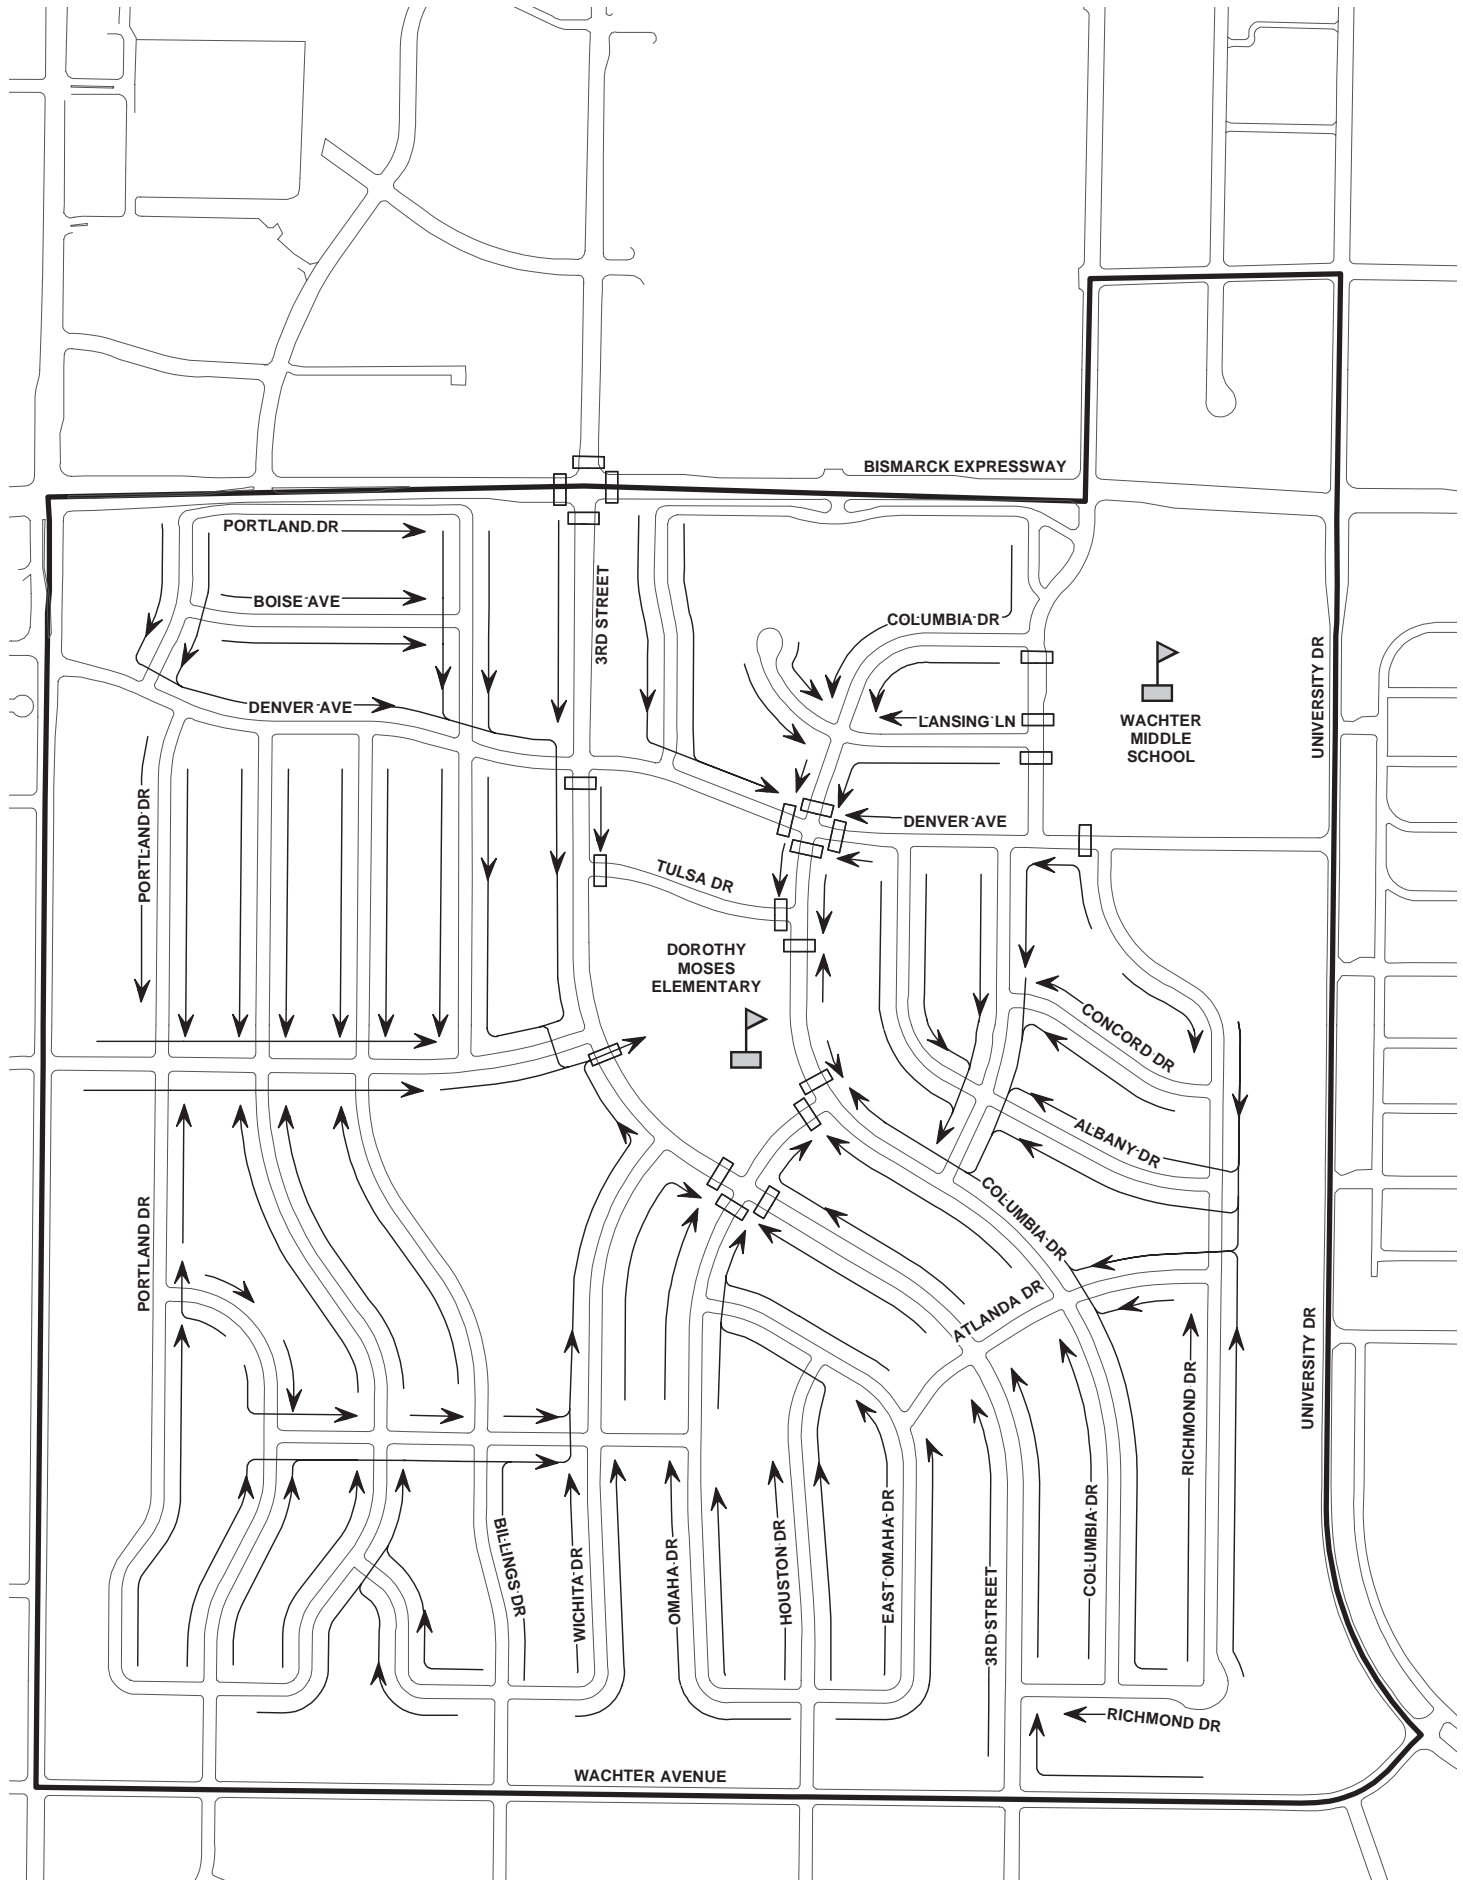 BISMARCK EXPRESSWAY
PORTLAND DR
BOISE AVE
3RD STREET
COLUMBIA DR
UNIVERSITY DR
DENVER AVE
LANSING LN
WACHTER
MIDDLE
SCHOOL
PORTLAND DR
DENVER AVE
TULSA DR
DOROTHY
MOSES
ELEMENTARY
CONCORD DR
ALBANY DR
PORTLAND DR
COLUMBIA DR
ATLANDA DR
UNIVERSITY DR
RICHMOND DR
BILLINGS DR
WICHITA DR
OMAHA DR
HOUSTON DR
EAST OMAHA DR
3RD STREET
COLUMBIA DR
RICHMOND DR
WACHTER AVENUE